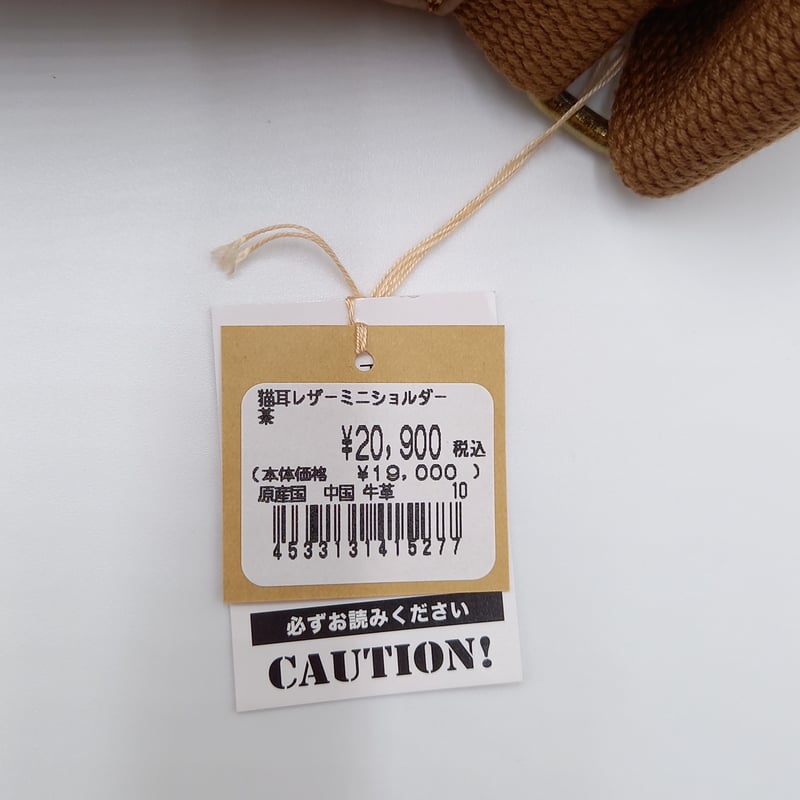 猫耳レザーミニショルダー
茶
¥20,900 税込
(本体価格 ¥19,000 )
原産国 中国 牛革 10
4533131415277
必ずお読みください
CAUTION!